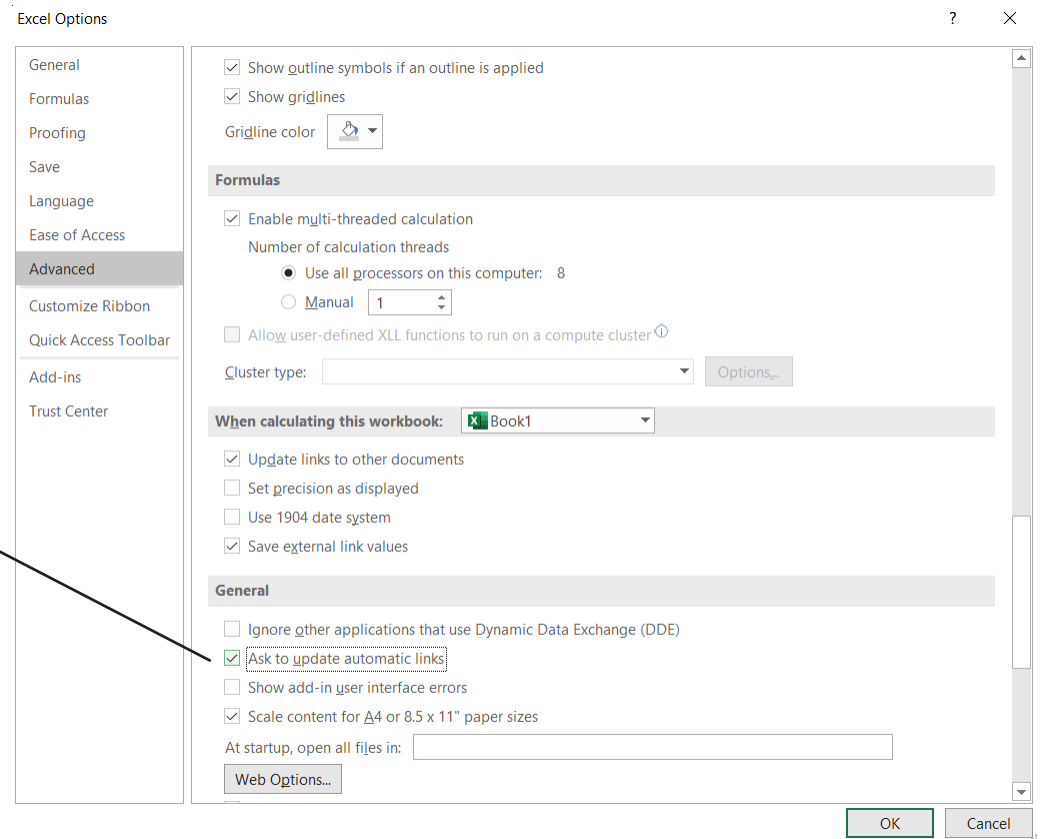 Excel Options
?
General
Formulas
Proofing
Save
Language
Ease of Access
Advanced
Customize Ribbon
Quick Access Toolbar
Add-ins
Trust Center
Show outline symbols if an outline is applied
Show gridlines
Gridline color
Formulas
Enable multi-threaded calculation
Number of calculation threads
Use all processors on this computer: 8
Manual 1
Allow user-defined XLL functions to run on a compute cluster
Cluster type: Options...
When calculating this workbook: Book1
Update links to other documents
Set precision as displayed
Use 1904 date system
Save external link values
General
Ignore other applications that use Dynamic Data Exchange (DDE)
Ask to update automatic links
Show add-in user interface errors
Scale content for A4 or 8.5 x 11" paper sizes
At startup, open all files in:
Web Options...
OK Cancel